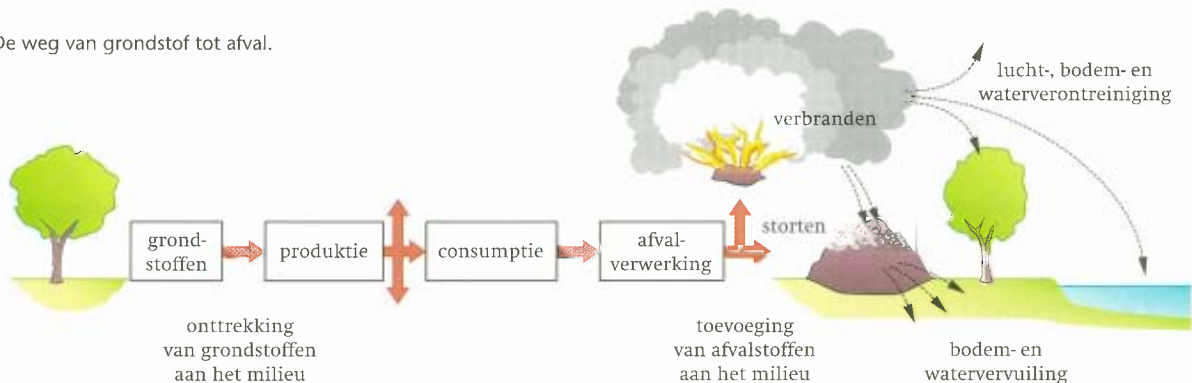 De weg van grondstof tot afval.
verbranden
lucht-, bodem- en
waterverontreiniging
grond-
stoffen
produktie
consumptie
afval-
verwerking
storten
onttrekking
van grondstoffen
aan het milieu
toevoeging
van afvalstoffen
aan het milieu
bodem- en
watervervuiling